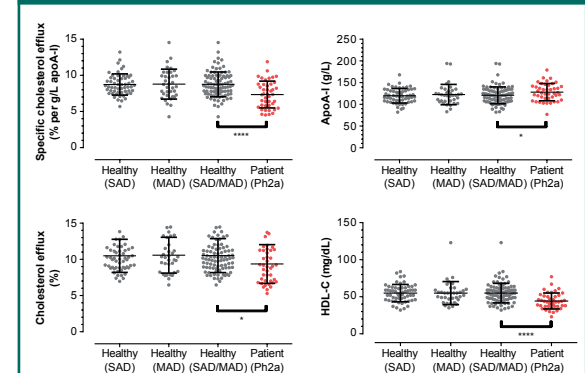 Specific cholesterol efflux
(% per g/L apoA-I)
15
10
5
0
****
Healthy (SAD)
Healthy (MAD)
Healthy (SAD/MAD)
Patient (Ph2a)
ApoA-I (g/L)
250
200
150
100
50
0
*
Healthy (SAD)
Healthy (MAD)
Healthy (SAD/MAD)
Patient (Ph2a)
Cholesterol efflux
(%)
15
10
5
0
*
Healthy (SAD)
Healthy (MAD)
Healthy (SAD/MAD)
Patient (Ph2a)
HDL-C (mg/dL)
150
100
50
0
****
Healthy (SAD)
Healthy (MAD)
Healthy (SAD/MAD)
Patient (Ph2a)